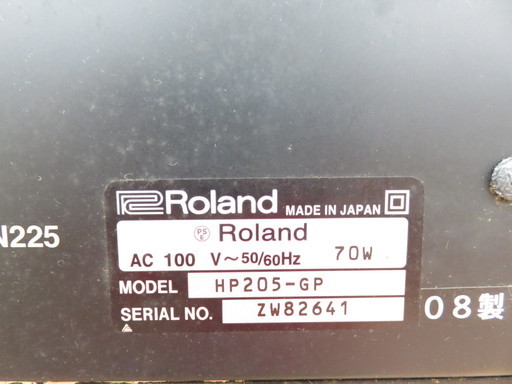 Roland MADE IN JAPAN
PS E Roland
N225
AC 100 V～50/60Hz 70W
MODEL HP205-GP
SERIAL NO. ZW82641
08製